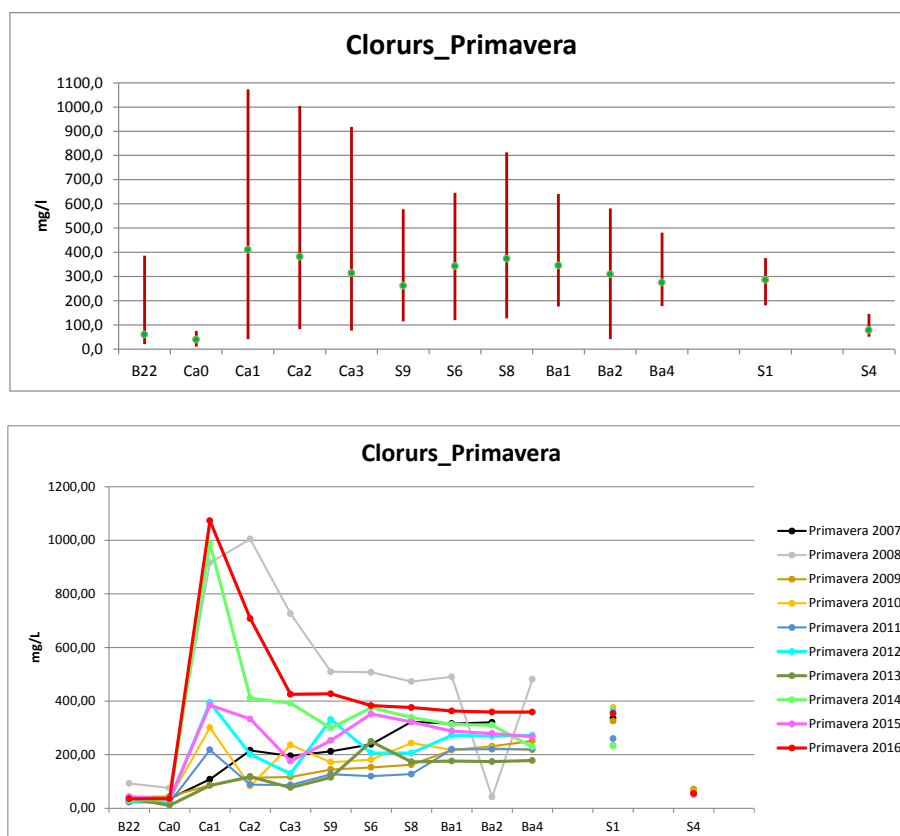 Clorurs_Primavera
1100,0
1000,0
900,0
800,0
700,0
600,0
500,0
400,0
300,0
200,0
100,0
0,0
mg/l
B22 Ca0 Ca1 Ca2 Ca3 S9 S6 S8 Ba1 Ba2 Ba4 S1 S4
Clorurs_Primavera
1200,00
1000,00
800,00
600,00
400,00
200,00
0,00
mg/L
B22 Ca0 Ca1 Ca2 Ca3 S9 S6 S8 Ba1 Ba2 Ba4 S1 S4
Primavera 2007
Primavera 2008
Primavera 2009
Primavera 2010
Primavera 2011
Primavera 2012
Primavera 2013
Primavera 2014
Primavera 2015
Primavera 2016